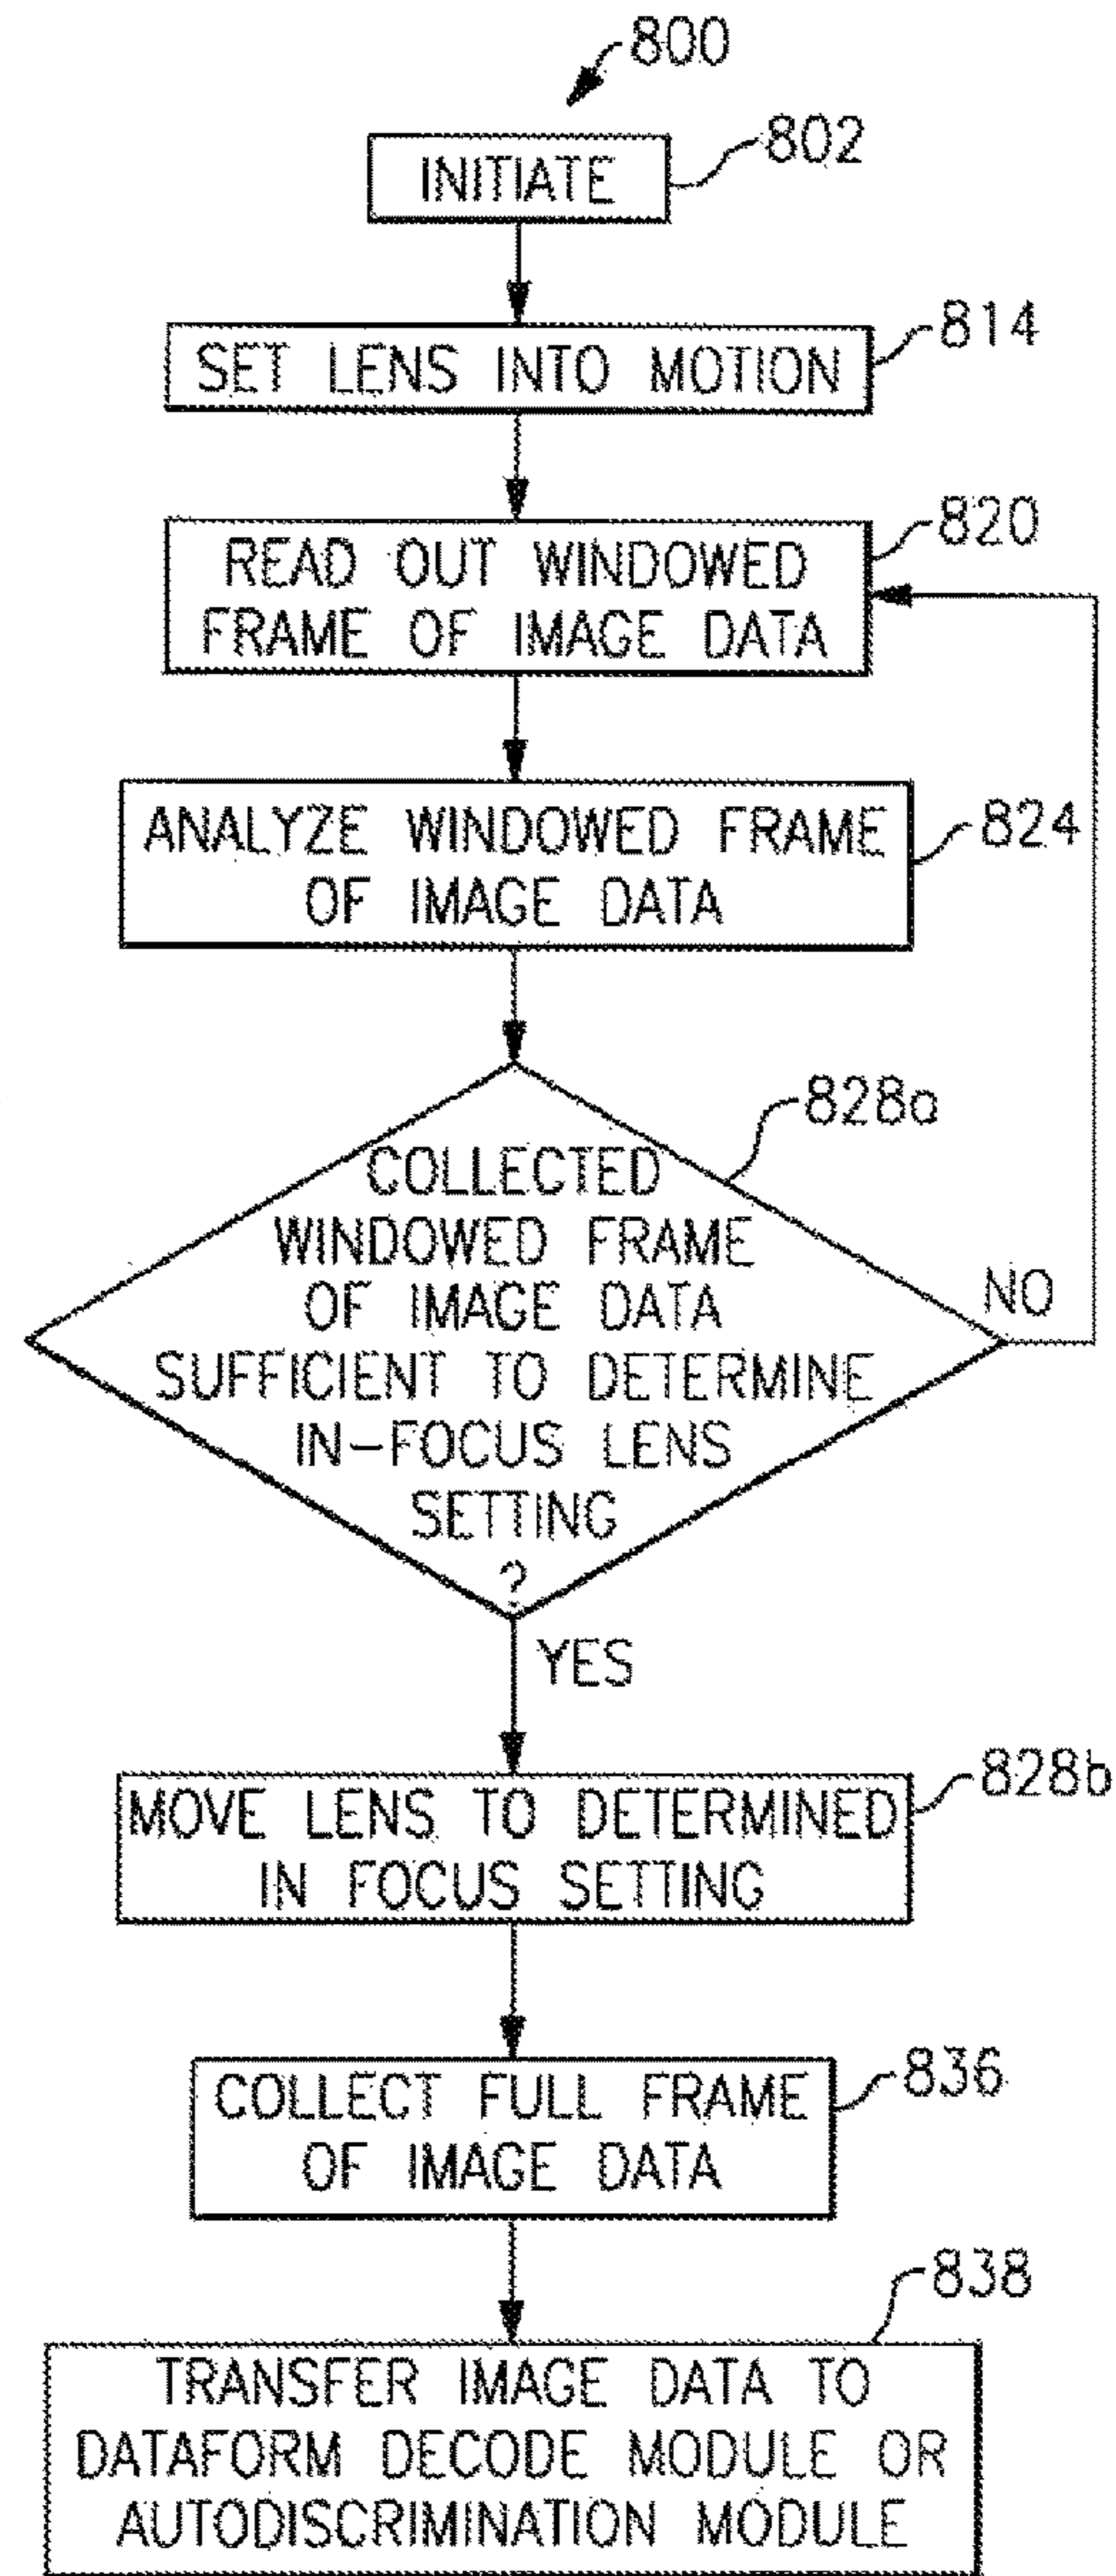 800
802
INITIATE
814
SET LENS INTO MOTION
820
READ OUT WINDOWED
FRAME OF IMAGE DATA
824
ANALYZE WINDOWED FRAME
OF IMAGE DATA
828a
COLLECTED
WINDOWED FRAME
OF IMAGE DATA
SUFFICIENT TO DETERMINE
IN-FOCUS LENS
SETTING
?
NO
YES
828b
MOVE LENS TO DETERMINED
IN FOCUS SETTING
836
COLLECT FULL FRAME
OF IMAGE DATA
838
TRANSFER IMAGE DATA TO
DATAFORM DECODE MODULE OR
AUTODISCRIMINATION MODULE